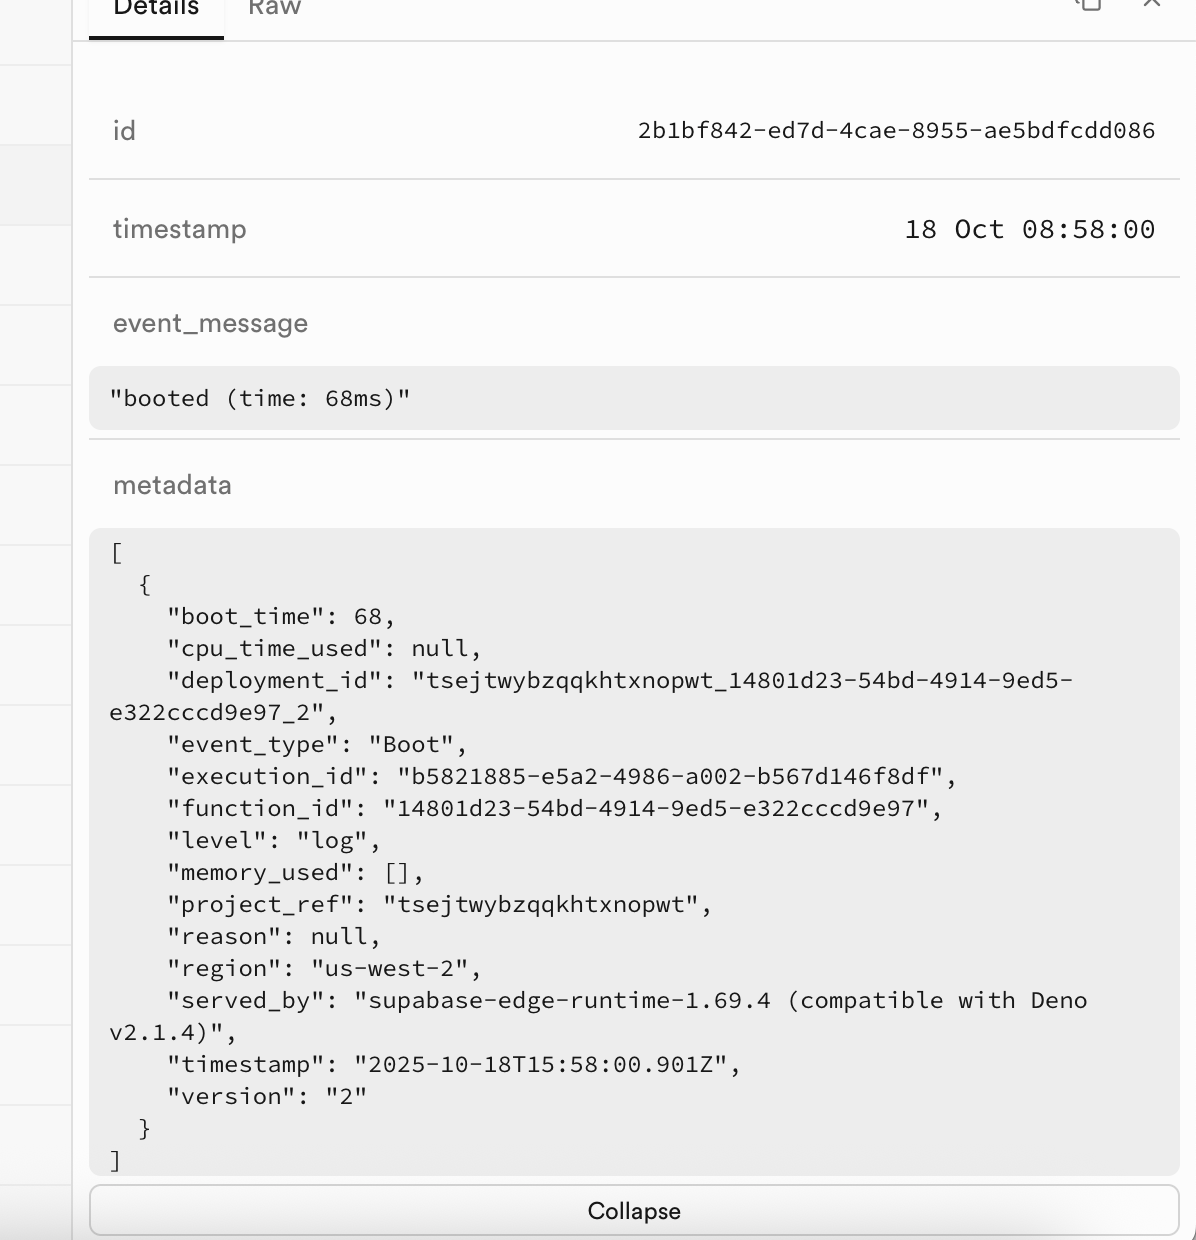 Details Raw
id 2b1bf842-ed7d-4cae-8955-ae5bdfcdd086
timestamp 18 Oct 08:58:00
event_message
"booted (time: 68ms)"
metadata
[
{
"boot_time": 68,
"cpu_time_used": null,
"deployment_id": "tsejtwybzqqkhtxnopwt_14801d23-54bd-4914-9ed5-
e322cccd9e97_2",
"event_type": "Boot",
"execution_id": "b5821885-e5a2-4986-a002-b567d146f8df",
"function_id": "14801d23-54bd-4914-9ed5-e322cccd9e97",
"level": "log",
"memory_used": [],
"project_ref": "tsejtwybzqqkhtxnopwt",
"reason": null,
"region": "us-west-2",
"served_by": "supabase-edge-runtime-1.69.4 (compatible with Deno
v2.1.4)",
"timestamp": "2025-10-18T15:58:00.901Z",
"version": "2"
}
]
Collapse